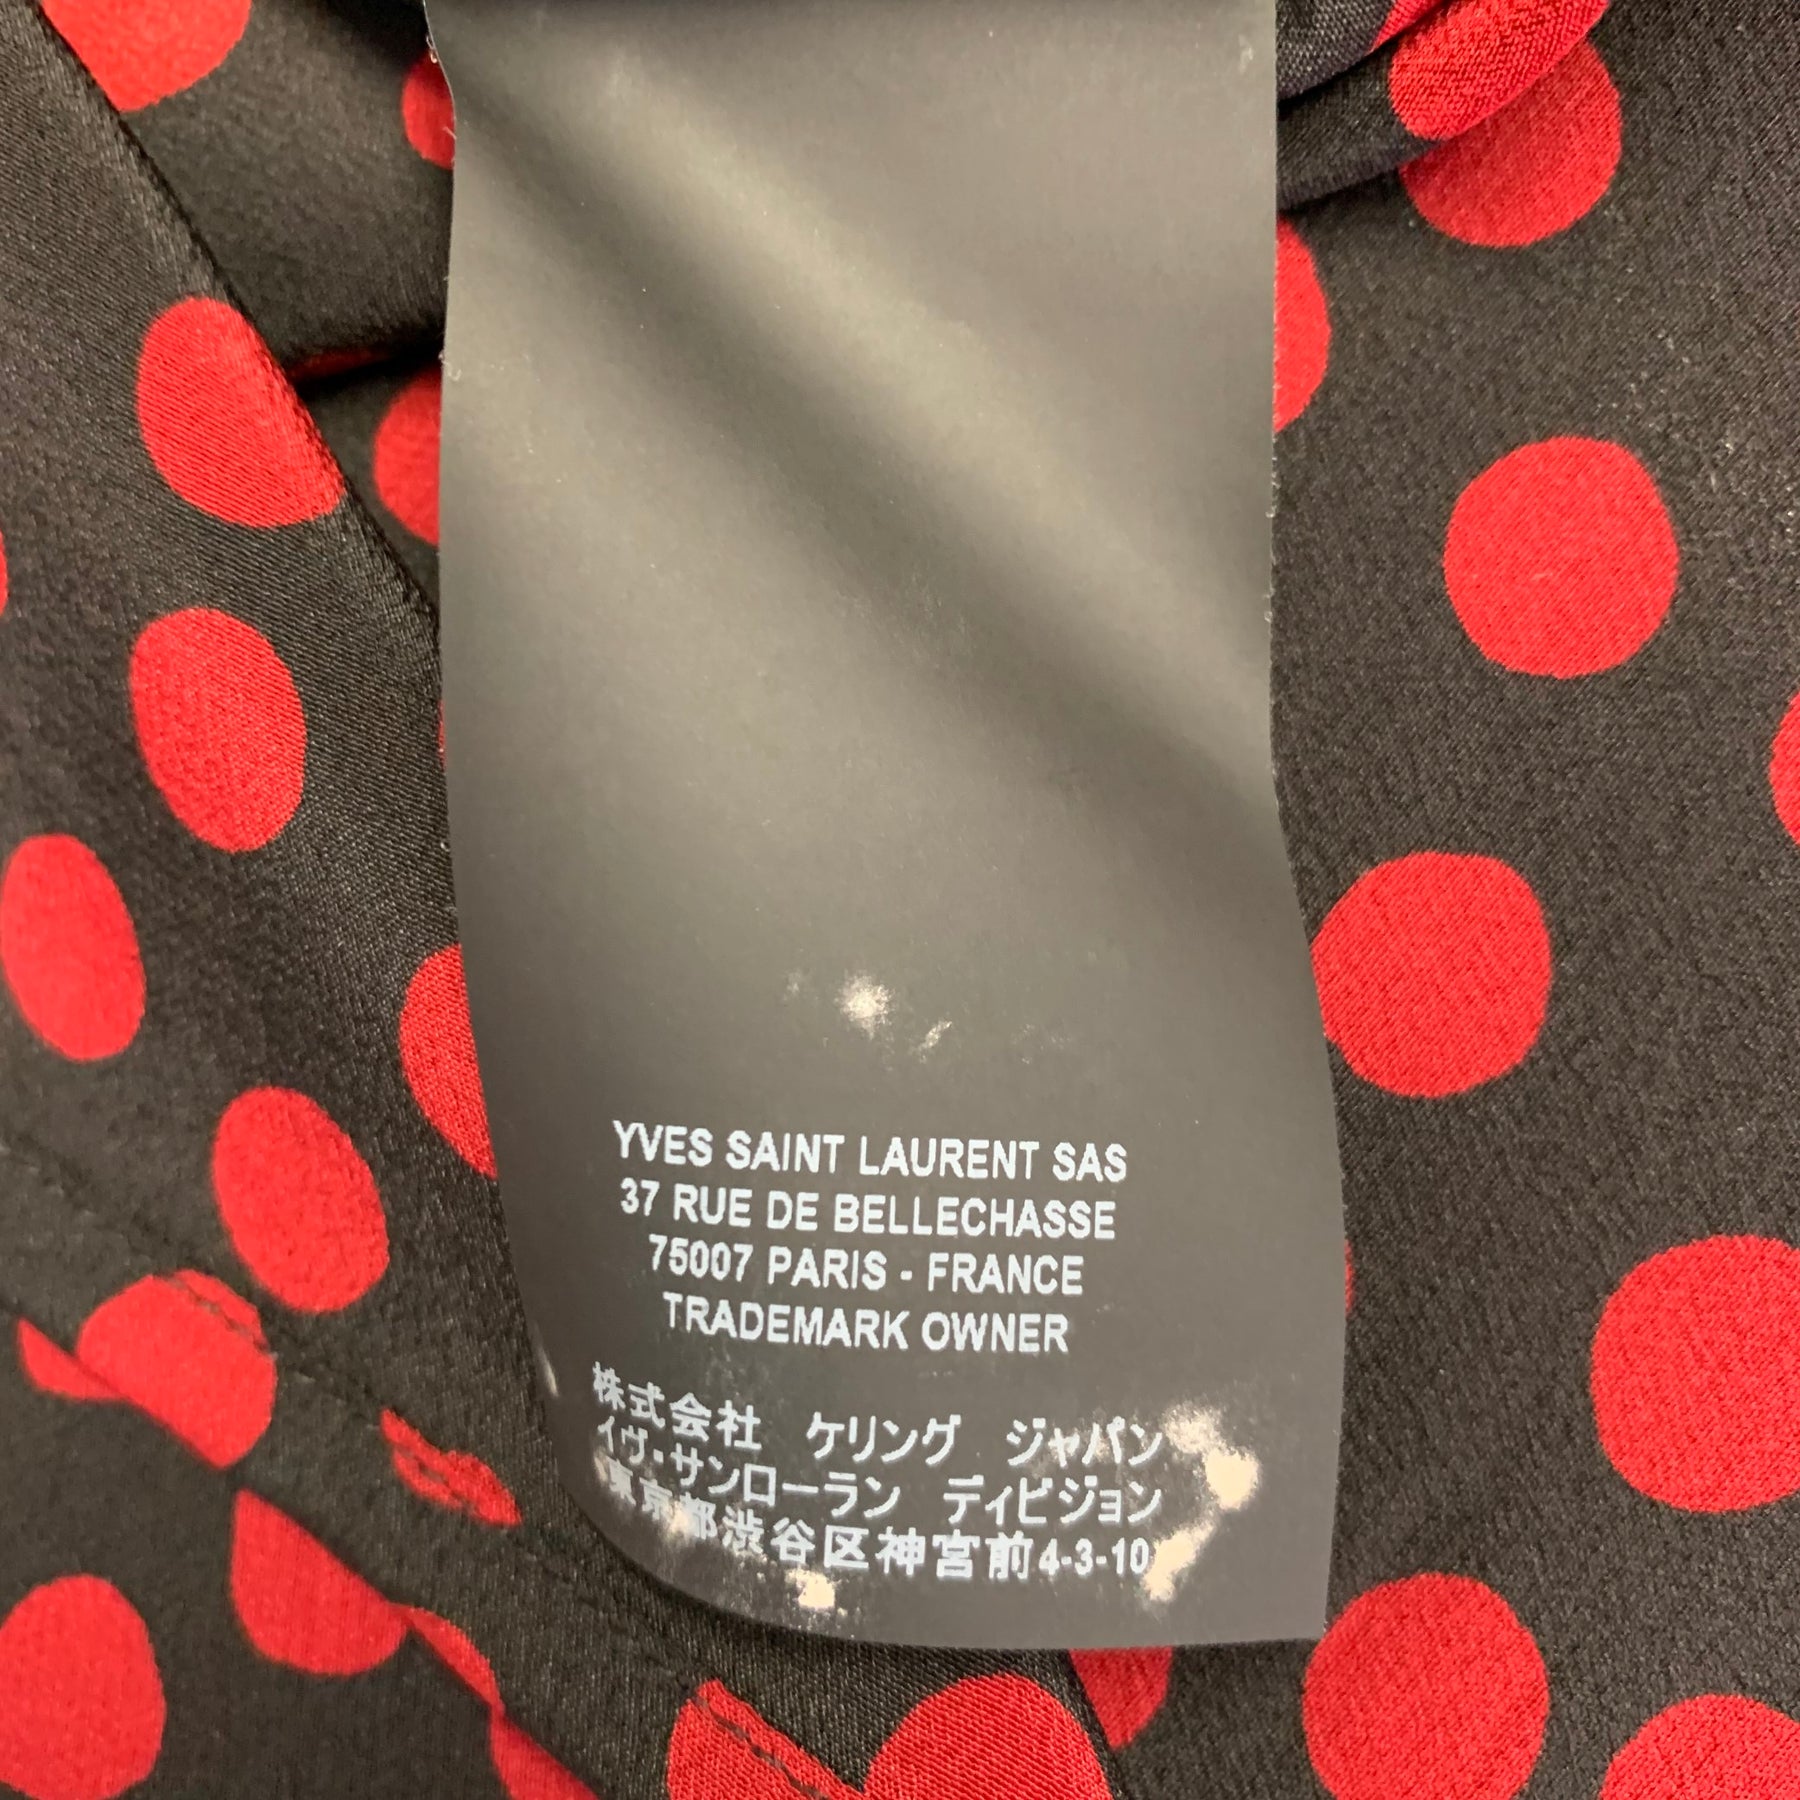 YVES SAINT LAURENT SAS
37 RUE DE BELLECHASSE
75007 PARIS - FRANCE
TRADEMARK OWNER
株式会社 ケリング ジャパン
イヴ・サンローラン ディビジョン
東京都渋谷区神宮前4-3-10